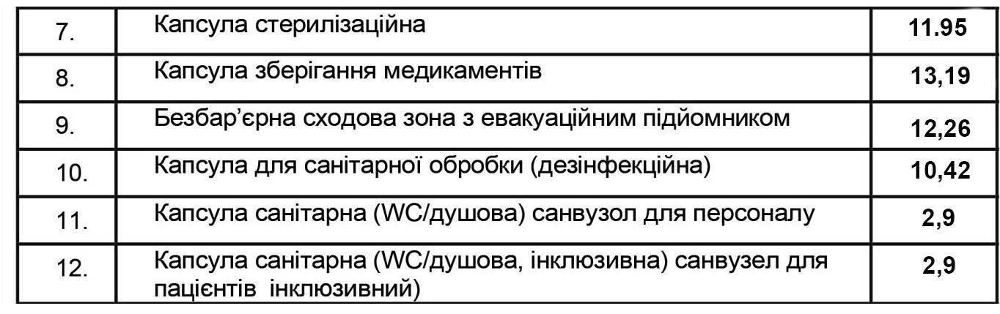 7. Капсула стерилізаційна 11.95
8. Капсула зберігання медикаментів 13,19
9. Безбар’єрна сходова зона з евакуаційним підйомником 12,26
10. Капсула для санітарної обробки (дезінфекційна) 10,42
11. Капсула санітарна (WC/душова) санвузол для персоналу 2,9
12. Капсула санітарна (WC/душова, інклюзивна) санвузел для 2,9
пацієнтів  інклюзивний)